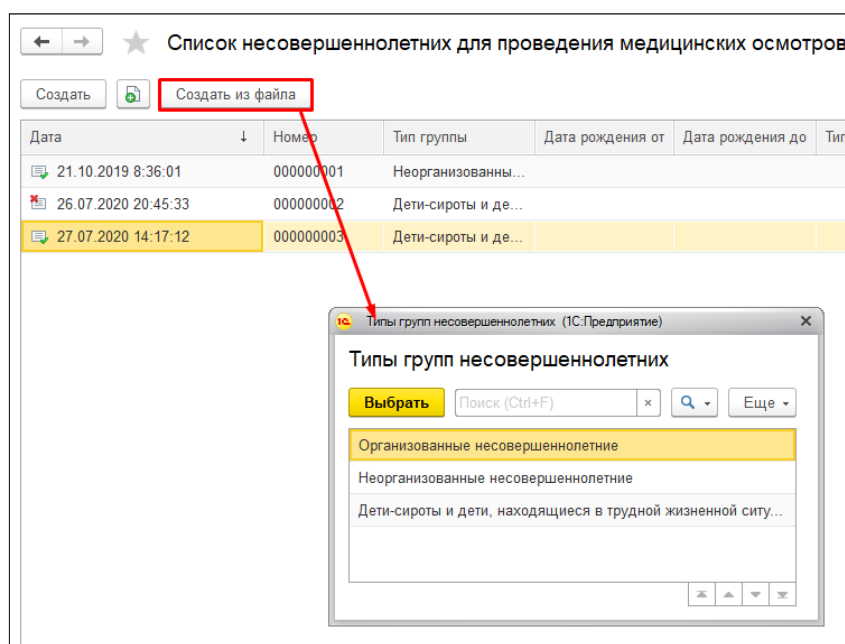 Список несовершеннолетних для проведения медицинских осмотров
Создать Создать из файла
Дата ↓ Номер Тип группы Дата рождения от Дата рождения до Тип
21.10.2019 8:36:01 000000001 Неорганизованны...
26.07.2020 20:45:33 000000002 Дети-сироты и де...
27.07.2020 14:17:12 000000003 Дети-сироты и де...
1С Типы групп несовершеннолетних (1С:Предприятие) ×
Типы групп несовершеннолетних
Выбрать Поиск (Ctrl+F) × Еще
Организованные несовершеннолетние
Неорганизованные несовершеннолетние
Дети-сироты и дети, находящиеся в трудной жизненной ситу...